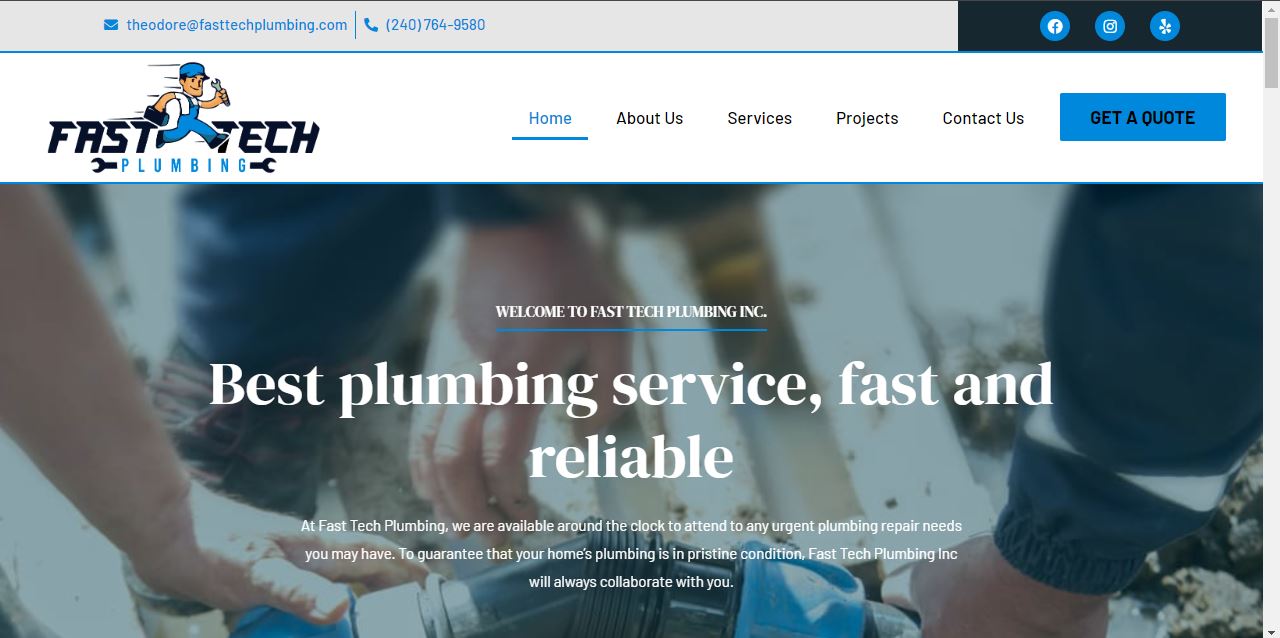 theodore@fasttechplumbing.com
(240) 764-9580
FAST TECH
PLUMBING
Home
About Us
Services
Projects
Contact Us
GET A QUOTE
WELCOME TO FAST TECH PLUMBING INC.
Best plumbing service, fast and
reliable
At Fast Tech Plumbing, we are available around the clock to attend to any urgent plumbing repair needs
you may have. To guarantee that your home’s plumbing is in pristine condition, Fast Tech Plumbing Inc
will always collaborate with you.